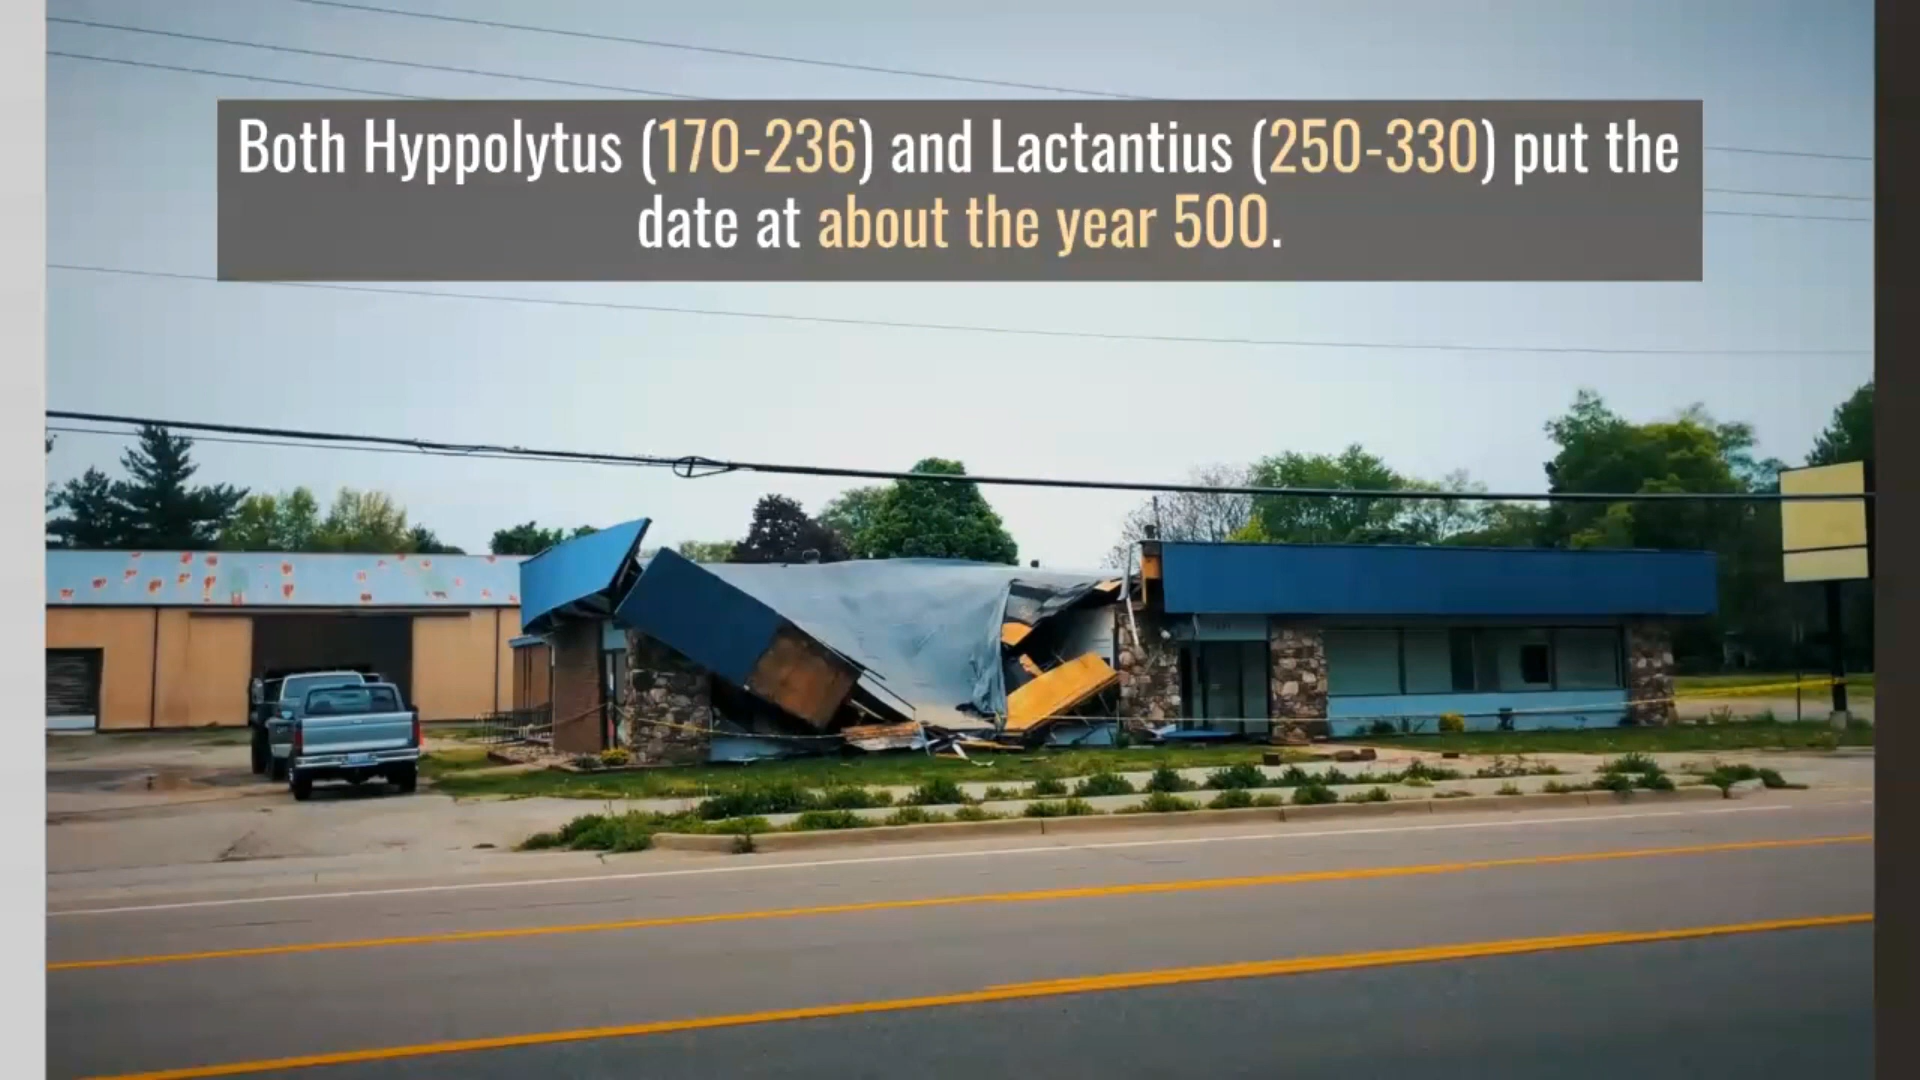 Both Hyppolytus (170-236) and Lactantius (250-330) put the
date at about the year 500.